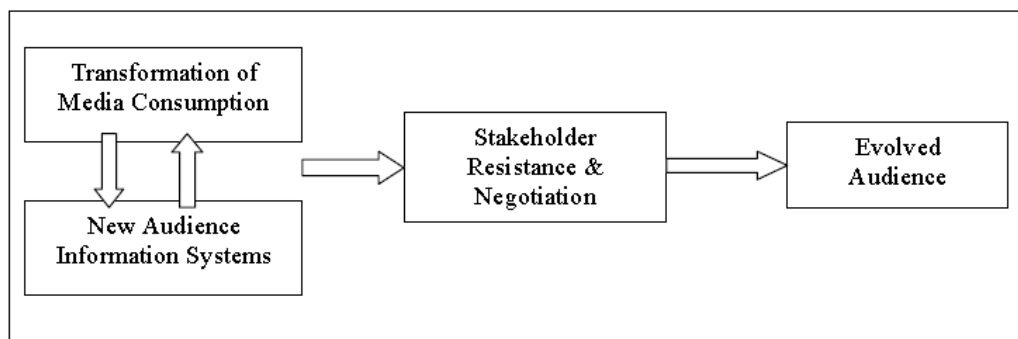 Transformation of
Media Consumption
New Audience
Information Systems
Stakeholder
Resistance &
Negotiation
Evolved
Audience